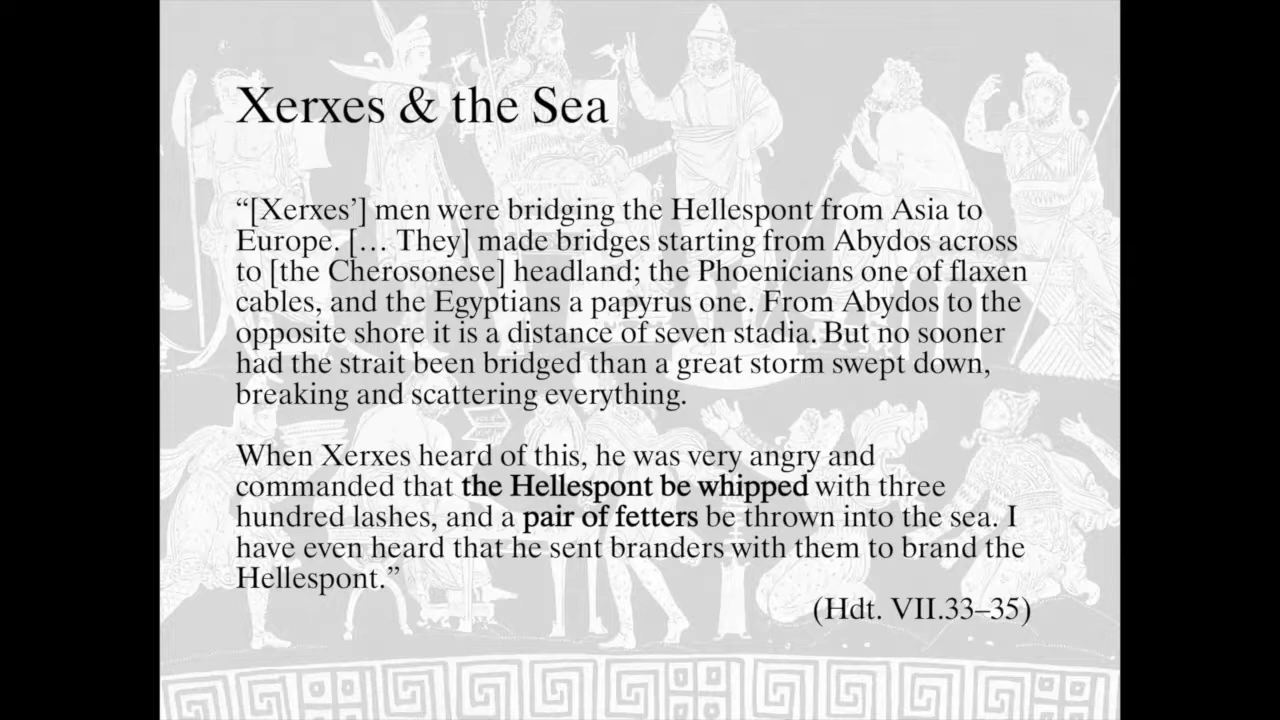 Xerxes & the Sea
“[Xerxes’] men were bridging the Hellespont from Asia to
Europe. [… They] made bridges starting from Abydos across
to [the Cherosonese] headland; the Phoenicians one of flaxen
cables, and the Egyptians a papyrus one. From Abydos to the
opposite shore it is a distance of seven stadia. But no sooner
had the strait been bridged than a great storm swept down,
breaking and scattering everything.
When Xerxes heard of this, he was very angry and
commanded that the Hellespont be whipped with three
hundred lashes, and a pair of fetters be thrown into the sea. I
have even heard that he sent branders with them to brand the
Hellespont.”
(Hdt. VII.33–35)